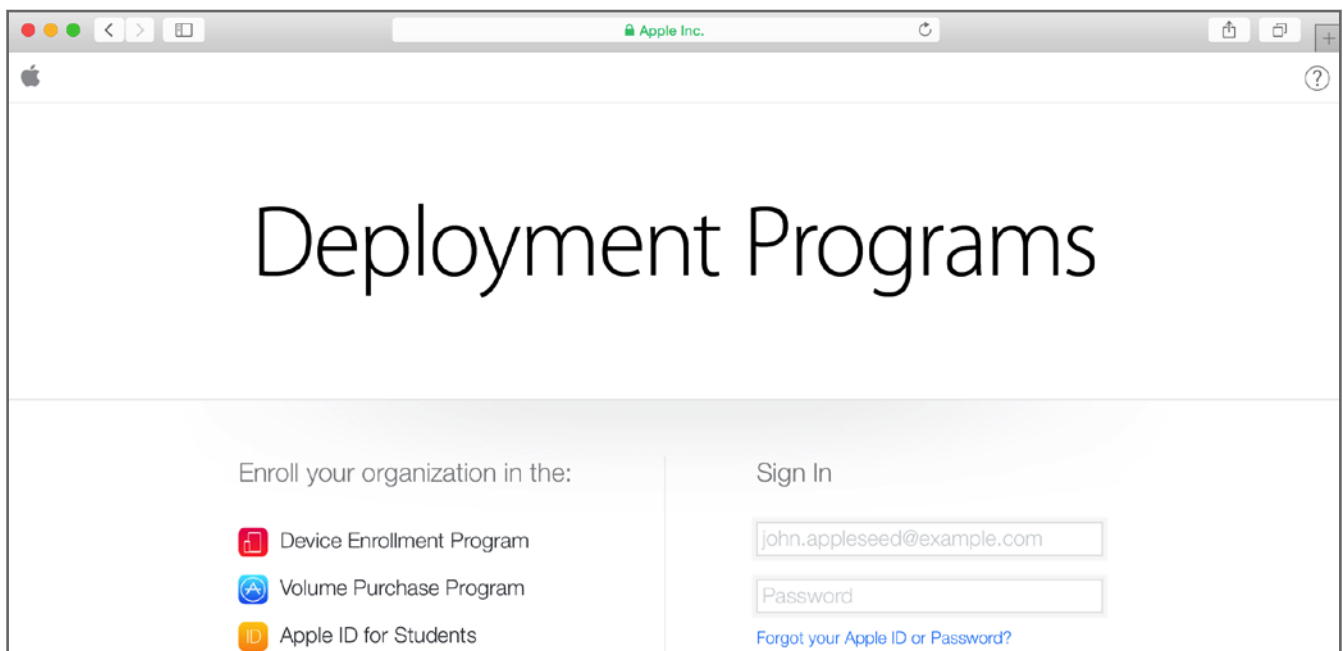 Apple Inc.
?
Deployment Programs
Enroll your organization in the:
Device Enrollment Program
Volume Purchase Program
ID Apple ID for Students
Sign In
john.appleseed@example.com
Password
Forgot your Apple ID or Password?